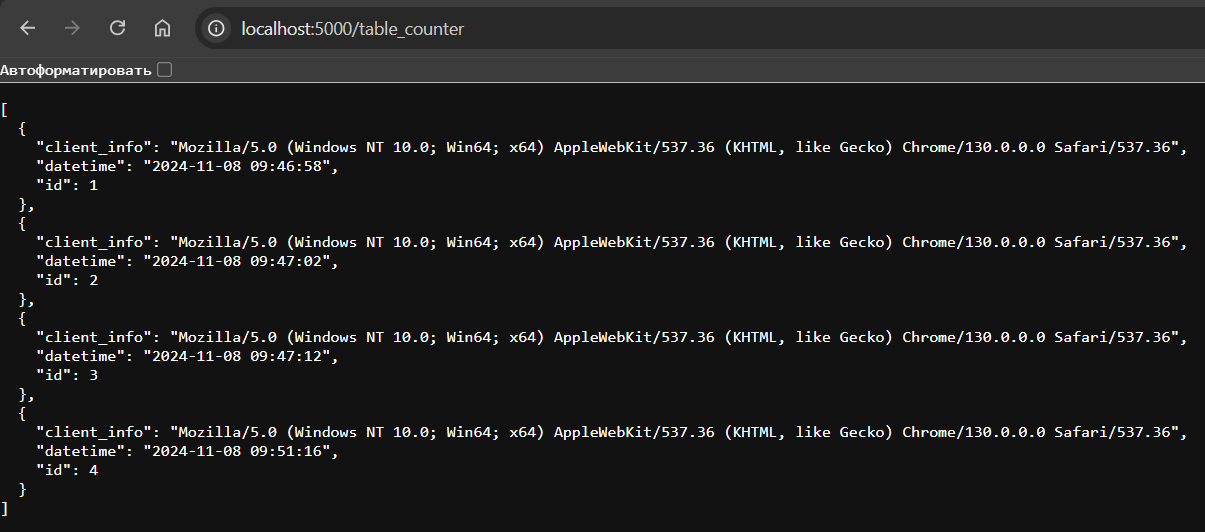 localhost:5000/table_counter
Автоформатировать
[
  {
    "client_info": "Mozilla/5.0 (Windows NT 10.0; Win64; x64) AppleWebKit/537.36 (KHTML, like Gecko) Chrome/130.0.0.0 Safari/537.36",
    "datetime": "2024-11-08 09:46:58",
    "id": 1
  },
  {
    "client_info": "Mozilla/5.0 (Windows NT 10.0; Win64; x64) AppleWebKit/537.36 (KHTML, like Gecko) Chrome/130.0.0.0 Safari/537.36",
    "datetime": "2024-11-08 09:47:02",
    "id": 2
  },
  {
    "client_info": "Mozilla/5.0 (Windows NT 10.0; Win64; x64) AppleWebKit/537.36 (KHTML, like Gecko) Chrome/130.0.0.0 Safari/537.36",
    "datetime": "2024-11-08 09:47:12",
    "id": 3
  },
  {
    "client_info": "Mozilla/5.0 (Windows NT 10.0; Win64; x64) AppleWebKit/537.36 (KHTML, like Gecko) Chrome/130.0.0.0 Safari/537.36",
    "datetime": "2024-11-08 09:51:16",
    "id": 4
  }
]